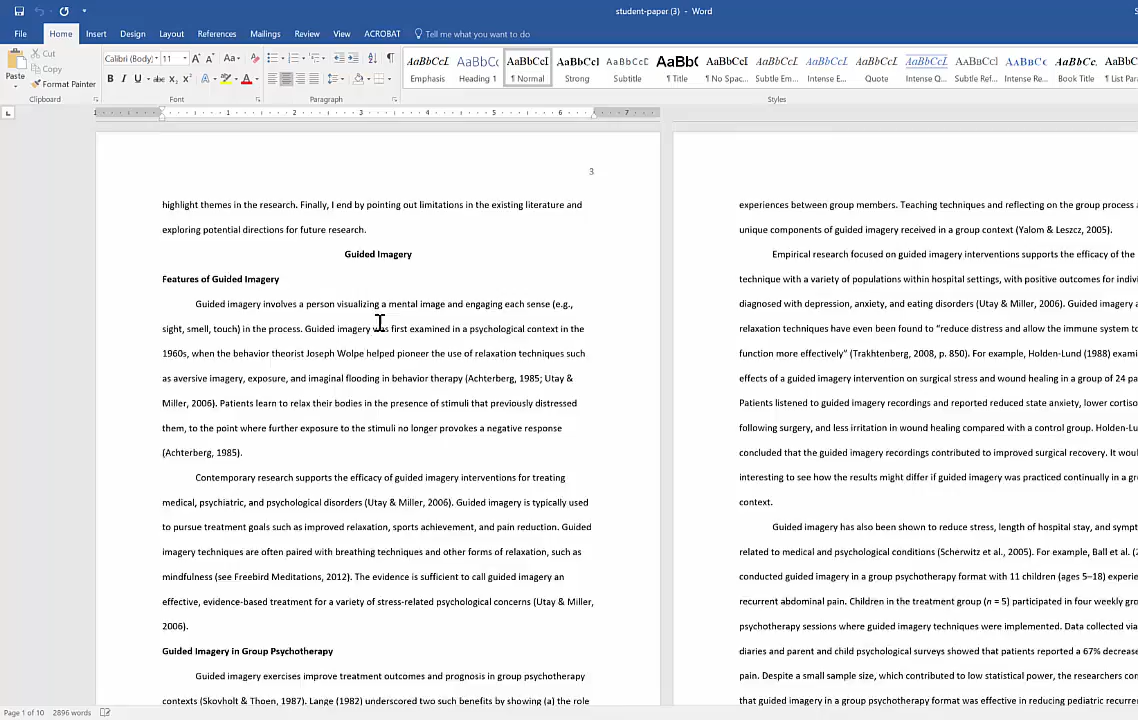 student-paper (3) - Word
File Home Insert Design Layout References Mailings Review View ACROBAT Tell me what you want to do
Paste
Cut
Copy
Format Painter
Clipboard
Calibri (Body) 11 Aa
B I U abc X₂ X² A A
Font
Paragraph
AaBbCcI AaBbCc AaBbCcI AaBbCcI AaBbCcI AaBbC AaBbCcI AaBbCcI AaBbCcI AaBbCcI AaBbCcI AaBbCcI AaBbCc AaBbCc AaBbCc
Emphasis Heading 1 ¶ Normal Strong Subtitle ¶ Title ¶ No Spac... Subtle Em... Intense E... Quote Intense Q... Subtle Ref... Intense Re... Book Title ¶ List Par
Styles
1 1 2 3 4 5 6 7
3
highlight themes in the research. Finally, I end by pointing out limitations in the existing literature and
exploring potential directions for future research.
Guided Imagery
Features of Guided Imagery
Guided imagery involves a person visualizing a mental image and engaging each sense (e.g.,
sight, smell, touch) in the process. Guided imagery was first examined in a psychological context in the
1960s, when the behavior theorist Joseph Wolpe helped pioneer the use of relaxation techniques such
as aversive imagery, exposure, and imaginal flooding in behavior therapy (Achterberg, 1985; Utay &
Miller, 2006). Patients learn to relax their bodies in the presence of stimuli that previously distressed
them, to the point where further exposure to the stimuli no longer provokes a negative response
(Achterberg, 1985).
Contemporary research supports the efficacy of guided imagery interventions for treating
medical, psychiatric, and psychological disorders (Utay & Miller, 2006). Guided imagery is typically used
to pursue treatment goals such as improved relaxation, sports achievement, and pain reduction. Guided
imagery techniques are often paired with breathing techniques and other forms of relaxation, such as
mindfulness (see Freebird Meditations, 2012). The evidence is sufficient to call guided imagery an
effective, evidence-based treatment for a variety of stress-related psychological concerns (Utay & Miller,
2006).
Guided Imagery in Group Psychotherapy
Guided imagery exercises improve treatment outcomes and prognosis in group psychotherapy
contexts (Skovholt & Thoen, 1987). Lange (1982) underscored two such benefits by showing (a) the role
experiences between group members. Teaching techniques and reflecting on the group process a
unique components of guided imagery received in a group context (Yalom & Leszcz, 2005).
Empirical research focused on guided imagery interventions supports the efficacy of the
technique with a variety of populations within hospital settings, with positive outcomes for indivi
diagnosed with depression, anxiety, and eating disorders (Utay & Miller, 2006). Guided imagery a
relaxation techniques have even been found to “reduce distress and allow the immune system to
function more effectively” (Trakhtenberg, 2008, p. 850). For example, Holden-Lund (1988) exami
effects of a guided imagery intervention on surgical stress and wound healing in a group of 24 pa
Patients listened to guided imagery recordings and reported reduced state anxiety, lower cortiso
following surgery, and less irritation in wound healing compared with a control group. Holden-Lu
concluded that the guided imagery recordings contributed to improved surgical recovery. It woul
interesting to see how the results might differ if guided imagery was practiced continually in a gr
context.
Guided imagery has also been shown to reduce stress, length of hospital stay, and sympt
related to medical and psychological conditions (Scherwitz et al., 2005). For example, Ball et al. (2
conducted guided imagery in a group psychotherapy format with 11 children (ages 5–18) experie
recurrent abdominal pain. Children in the treatment group (n = 5) participated in four weekly gro
psychotherapy sessions where guided imagery techniques were implemented. Data collected via
diaries and parent and child psychological surveys showed that patients reported a 67% decrease
pain. Despite a small sample size, which contributed to low statistical power, the researchers con
that guided imagery in a group psychotherapy format was effective in reducing pediatric recurren
Page 1 of 10 2896 words